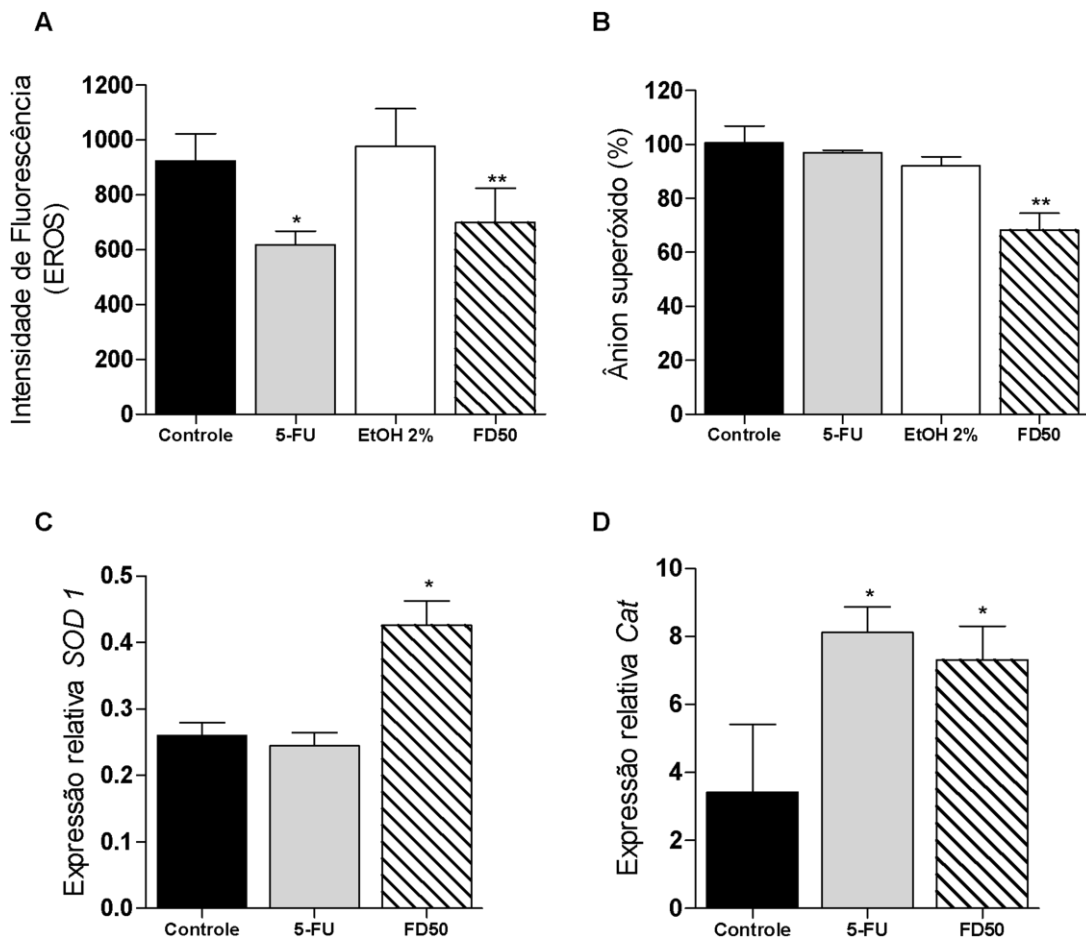 A
Intensidade de Fluorescência
(EROS)
1200
1000
800
600
400
200
0
*
**
Controle
5-FU
EtOH 2%
FD50
B
Ânion superóxido (%)
120
100
80
60
40
20
0
**
Controle
5-FU
EtOH 2%
FD50
C
Expressão relativa SOD 1
0.5
0.4
0.3
0.2
0.1
0.0
*
Controle
5-FU
FD50
D
Expressão relativa Cat
10
8
6
4
2
0
*
*
Controle
5-FU
FD50